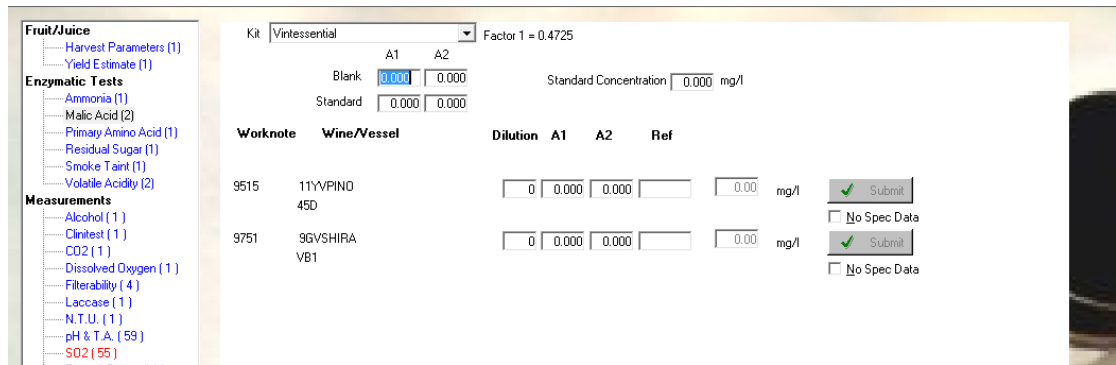 Fruit/Juice
Harvest Parameters (1)
Yield Estimate (1)
Enzymatic Tests
Ammonia (1)
Malic Acid (2)
Primary Amino Acid (1)
Residual Sugar (1)
Smoke Taint (1)
Volatile Acidity (2)
Measurements
Alcohol ( 1 )
Clinitest ( 1 )
CO2 ( 1 )
Dissolved Oxygen ( 1 )
Filterability ( 4 )
Laccase ( 1 )
N.T.U. ( 1 )
pH & T.A. ( 59 )
SO2 ( 55 )
Kit Vintessential Factor 1 = 0.4725
A1 A2
Blank 0.000 0.000 Standard Concentration 0.000 mg/l
Standard 0.000 0.000
Worknote Wine/Vessel Dilution A1 A2 Ref
9515 11YVPINO 0 0.000 0.000 0.00 mg/l Submit
45D No Spec Data
9751 9GVSHIRA 0 0.000 0.000 0.00 mg/l Submit
VB1 No Spec Data